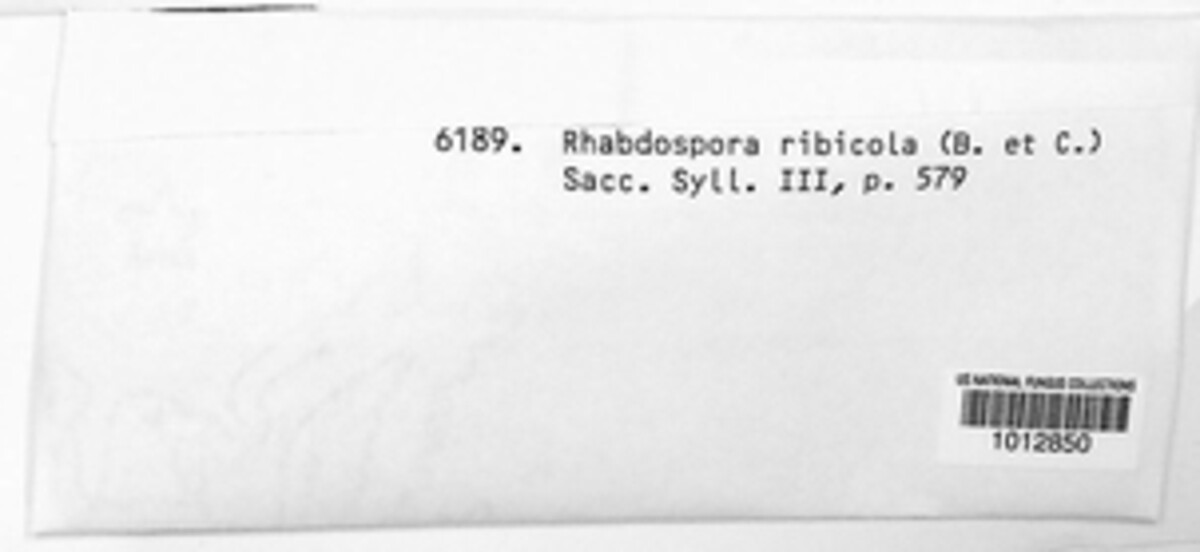 6189. Rhabdospora ribicola (B. et C.)
Sacc. Syll. III, p. 579
US NATIONAL FUNGUS COLLECTIONS
1012850